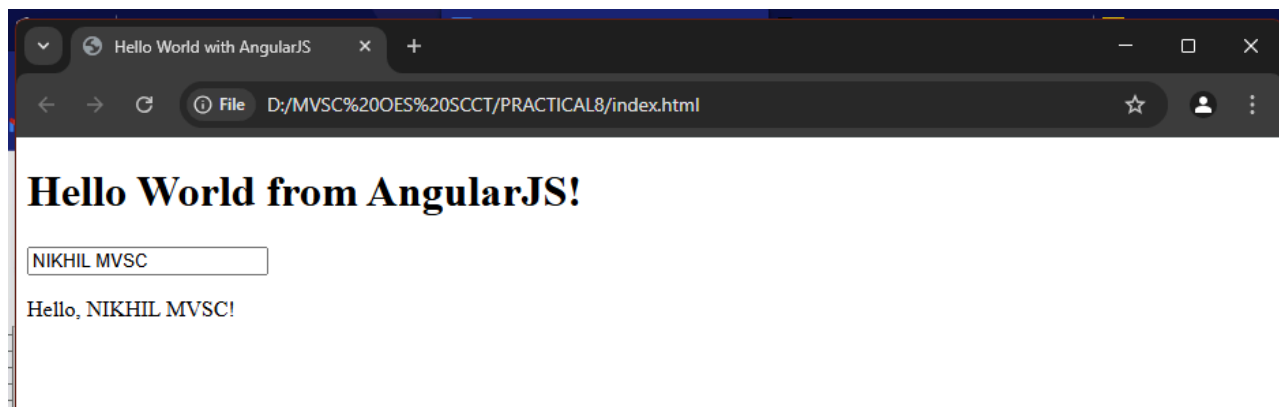 Hello World with AngularJS
File D:/MVSC%20OES%20SCCT/PRACTICAL8/index.html
Hello World from AngularJS!
NIKHIL MVSC
Hello, NIKHIL MVSC!